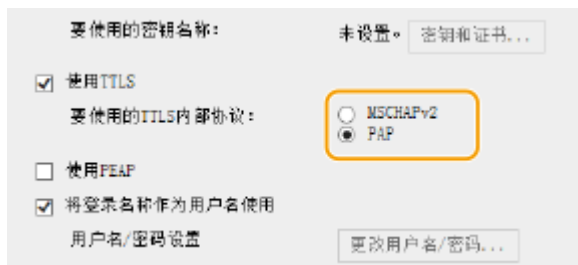 要使用的密钥名称： 未设置。 密钥和证书...
使用TTLS
要使用的TTLS内部协议： MSCHAPv2
PAP
使用PEAP
将登录名称作为用户名使用
用户名/密码设置 更改用户名/密码...